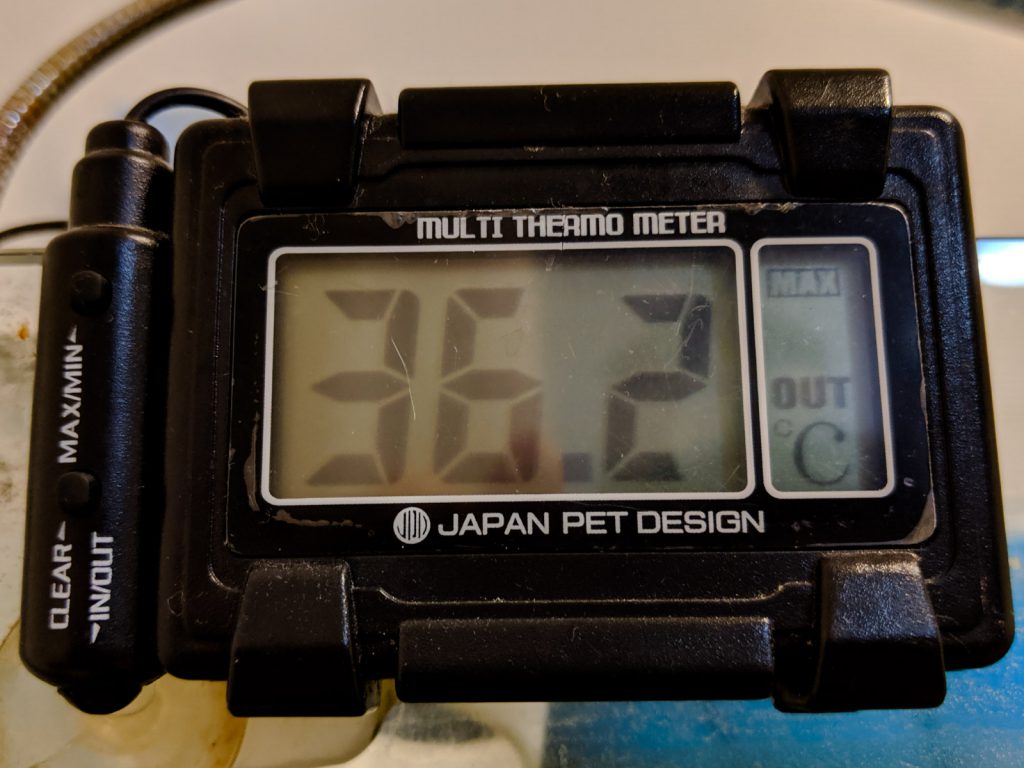 MULTI THERMO METER
36.2
MAX
OUT
°C
JAPAN PET DESIGN
MAX/MIN
CLEAR
IN/OUT